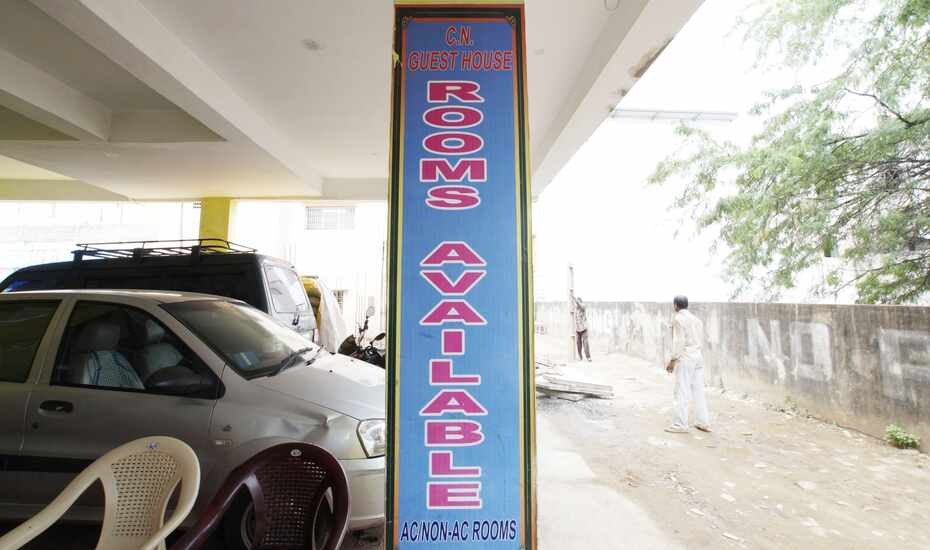 C.N.
GUEST HOUSE
ROOMS
AVAILABLE
AC/NON-AC ROOMS